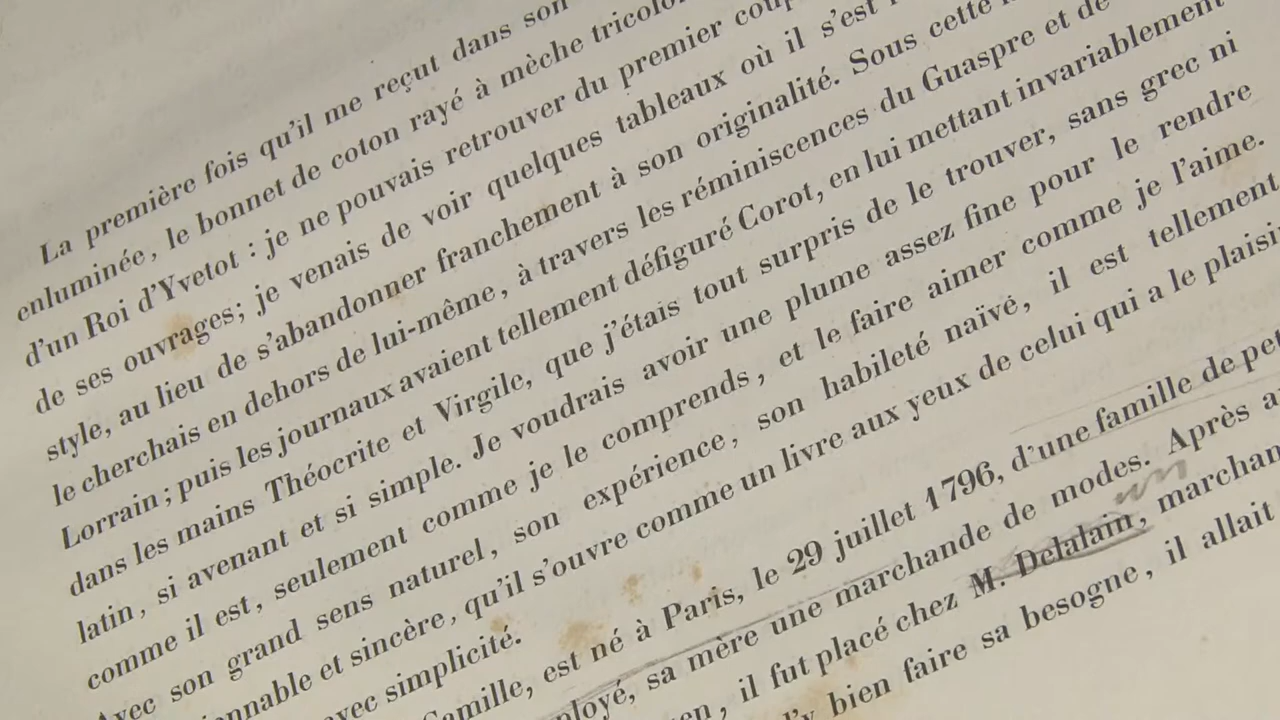 La première fois qu'il me reçut dans son
enluminée, le bonnet de coton rayé à mèche tricolo
d'un Roi d'Yvetot : je ne pouvais retrouver du premier coup
de ses ouvrages; je venais de voir quelques tableaux où il s'est
style, au lieu de s'abandonner franchement à son originalité. Sous cette
le cherchais en dehors de lui-même, à travers les réminiscences du Guaspre et de
Lorrain; puis les journaux avaient tellement défiguré Corot, en lui mettant invariablement
dans les mains Théocrite et Virgile, que j'étais tout surpris de le trouver, sans grec ni
latin, si avenant et si simple. Je voudrais avoir une plume assez fine pour le rendre
comme il est, seulement comme je le comprends, et le faire aimer comme je l'aime.
Avec son grand sens naturel, son expérience, son habileté naïve, il est tellement
onnable et sincère, qu'il s'ouvre comme un livre aux yeux de celui qui a le plaisi
vec simplicité.
Camille, est né à Paris, le 29 juillet 1796, d'une famille de pet
ployé, sa mère une marchande de modes. Après a
en, il fut placé chez M. Delalain, marchan
d'y bien faire sa besogne, il allait